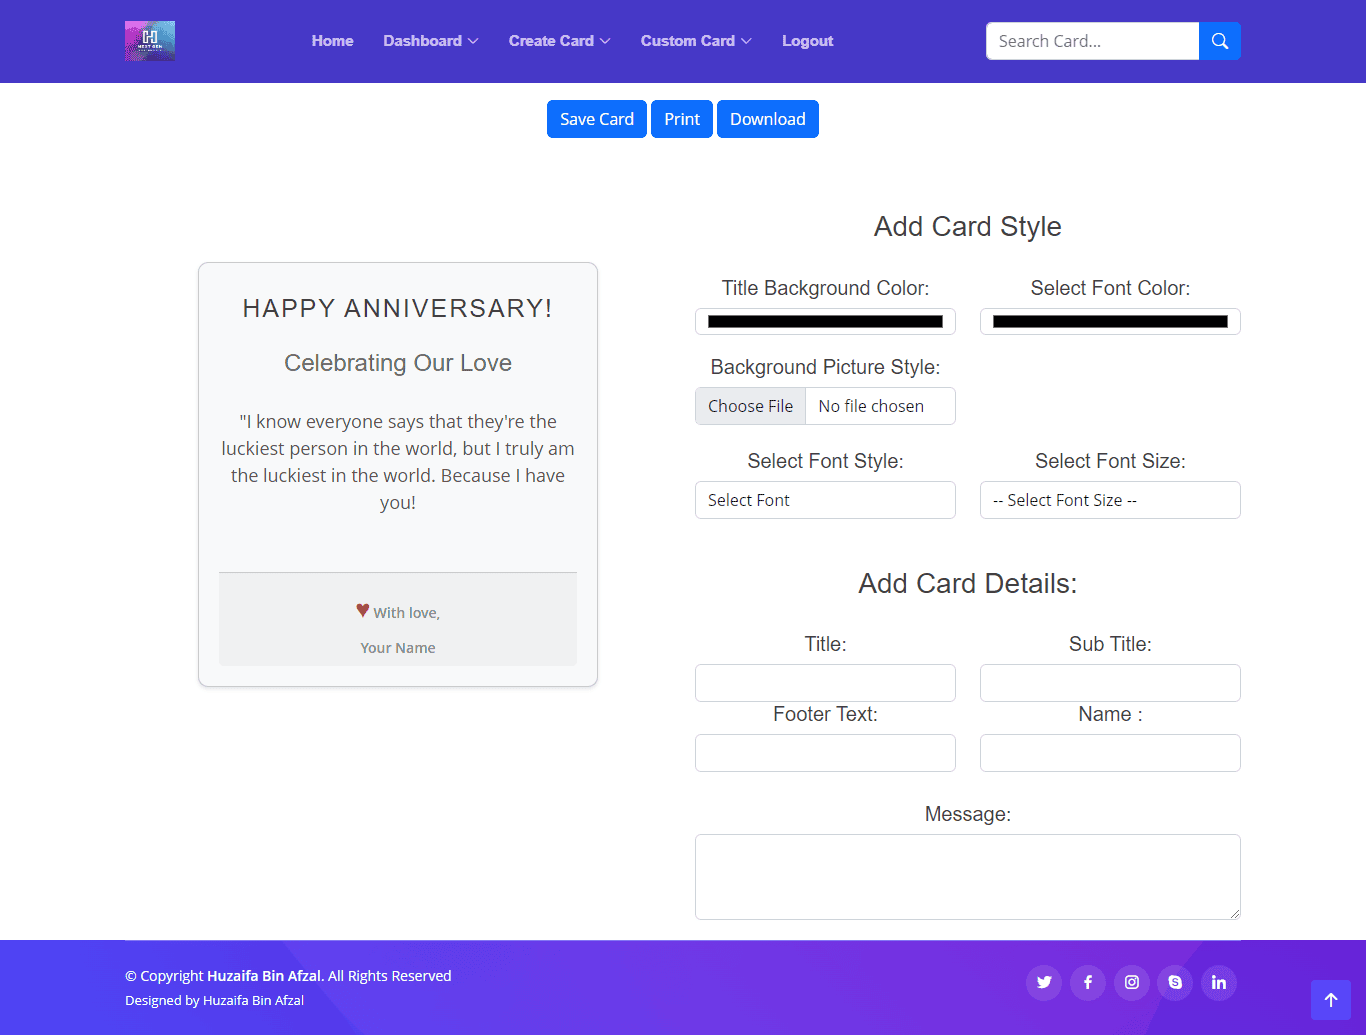 H
NEXT GEN
Home
Dashboard
Create Card
Custom Card
Logout
Search Card...
Save Card
Print
Download
HAPPY ANNIVERSARY!
Celebrating Our Love
"I know everyone says that they're the
luckiest person in the world, but I truly am
the luckiest in the world. Because I have
you!
♥ With love,
Your Name
Add Card Style
Title Background Color:
Select Font Color:
Background Picture Style:
Choose File
No file chosen
Select Font Style:
Select Font Size:
Select Font
-- Select Font Size --
Add Card Details:
Title:
Sub Title:
Footer Text:
Name :
Message:
© Copyright Huzaifa Bin Afzal. All Rights Reserved
Designed by Huzaifa Bin Afzal